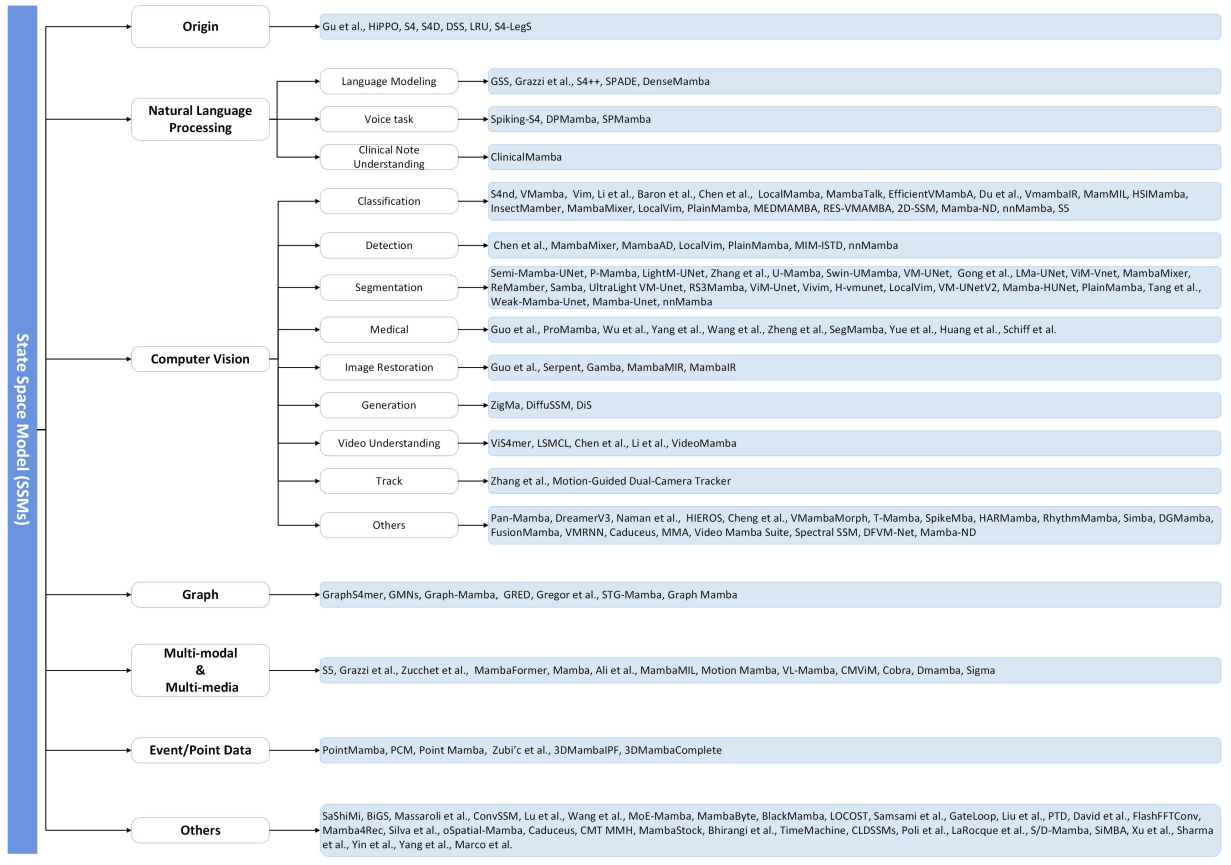 State Space Model (SSMs)
Origin
Gu et al., HiPPO, S4, S4D, DSS, LRU, S4-LegS
Natural Language
Processing
Language Modeling
GSS, Grazzi et al., S4++, SPADE, DenseMamba
Voice task
Spiking-S4, DPMamba, SPMamba
Clinical Note
Understanding
ClinicalMamba
Computer Vision
Classification
S4nd, VMamba, Vim, Li et al., Baron et al., Chen et al., LocalMamba, MambaTalk, EfficientVMambA, Du et al., VmambaIR, MamMIL, HSIMamba,
InsectMamber, MambaMixer, LocalVim, PlainMamba, MEDMAMBA, RES-VMAMBA, 2D-SSM, Mamba-ND, nnMamba, S5
Detection
Chen et al., MambaMixer, MambaAD, LocalVim, PlainMamba, MIM-ISTD, nnMamba
Segmentation
Semi-Mamba-UNet, P-Mamba, LightM-UNet, Zhang et al., U-Mamba, Swin-UMamba, VM-UNet, Gong et al., LMa-UNet, ViM-Vnet, MambaMixer,
ReMamber, Samba, UltraLight VM-Unet, RS3Mamba, ViM-Unet, Vivim, H-vmunet, LocalVim, VM-UNetV2, Mamba-HUNet, PlainMamba, Tang et al.,
Weak-Mamba-Unet, Mamba-Unet, nnMamba
Medical
Guo et al., ProMamba, Wu et al., Yang et al., Wang et al., Zheng et al., SegMamba, Yue et al., Huang et al., Schiff et al.
Image Restoration
Guo et al., Serpent, Gamba, MambaMIR, MambaIR
Generation
ZigMa, DiffuSSM, DiS
Video Understanding
ViS4mer, LSMCL, Chen et al., Li et al., VideoMamba
Track
Zhang et al., Motion-Guided Dual-Camera Tracker
Others
Pan-Mamba, DreamerV3, Naman et al., HIEROS, Cheng et al., VMambaMorph, T-Mamba, SpikeMba, HARMamba, RhythmMamba, Simba, DGMamba,
FusionMamba, VMRNN, Caduceus, MMA, Video Mamba Suite, Spectral SSM, DFVM-Net, Mamba-ND
Graph
GraphS4mer, GMNs, Graph-Mamba, GRED, Gregor et al., STG-Mamba, Graph Mamba
Multi-modal
&
Multi-media
S5, Grazzi et al., Zucchet et al., MambaFormer, Mamba, Ali et al., MambaMIL, Motion Mamba, VL-Mamba, CMViM, Cobra, Dmamba, Sigma
Event/Point Data
PointMamba, PCM, Point Mamba, Zubi'c et al., 3DMambaIPF, 3DMambaComplete
Others
SaShiMi, BiGS, Massaroli et al., ConvSSM, Lu et al., Wang et al., MoE-Mamba, MambaByte, BlackMamba, LOCOST, Samsami et al., GateLoop, Liu et al., PTD, David et al., FlashFFTConv,
Mamba4Rec, Silva et al., oSpatial-Mamba, Caduceus, CMT MMH, MambaStock, Bhirangi et al., TimeMachine, CLDSSMs, Poli et al., LaRocque et al., S/D-Mamba, SiMBA, Xu et al., Sharma
et al., Yin et al., Yang et al., Marco et al.